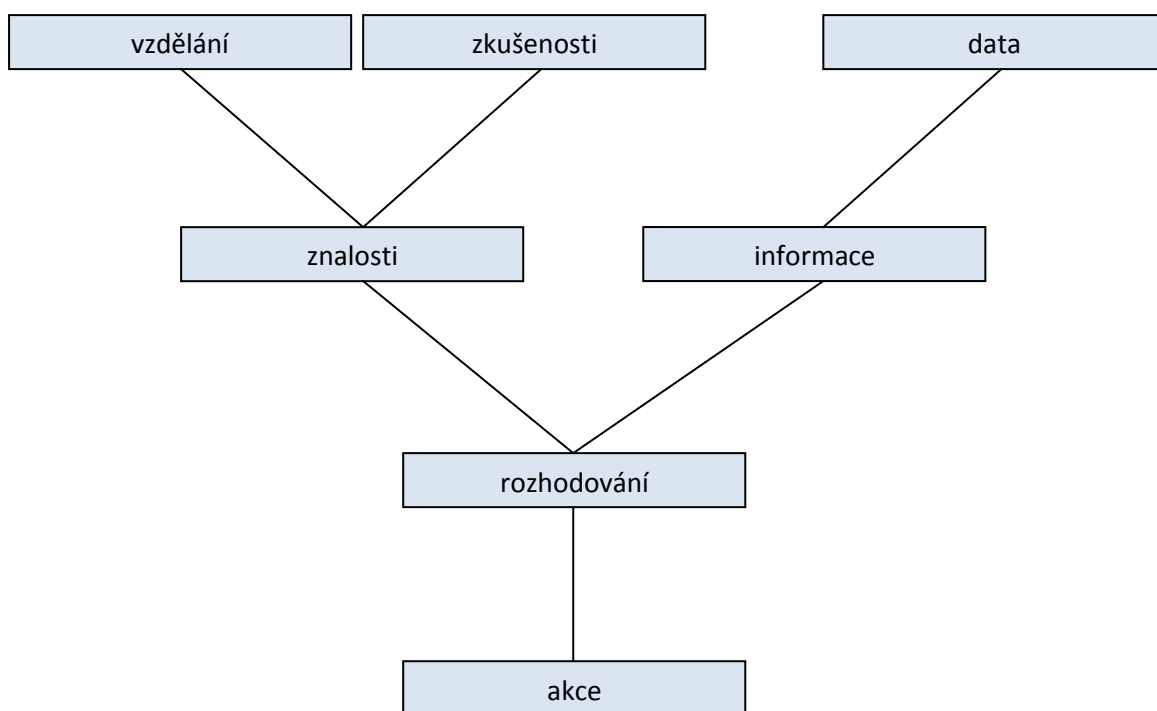 vzdělání
zkušenosti
data
znalosti
informace
rozhodování
akce